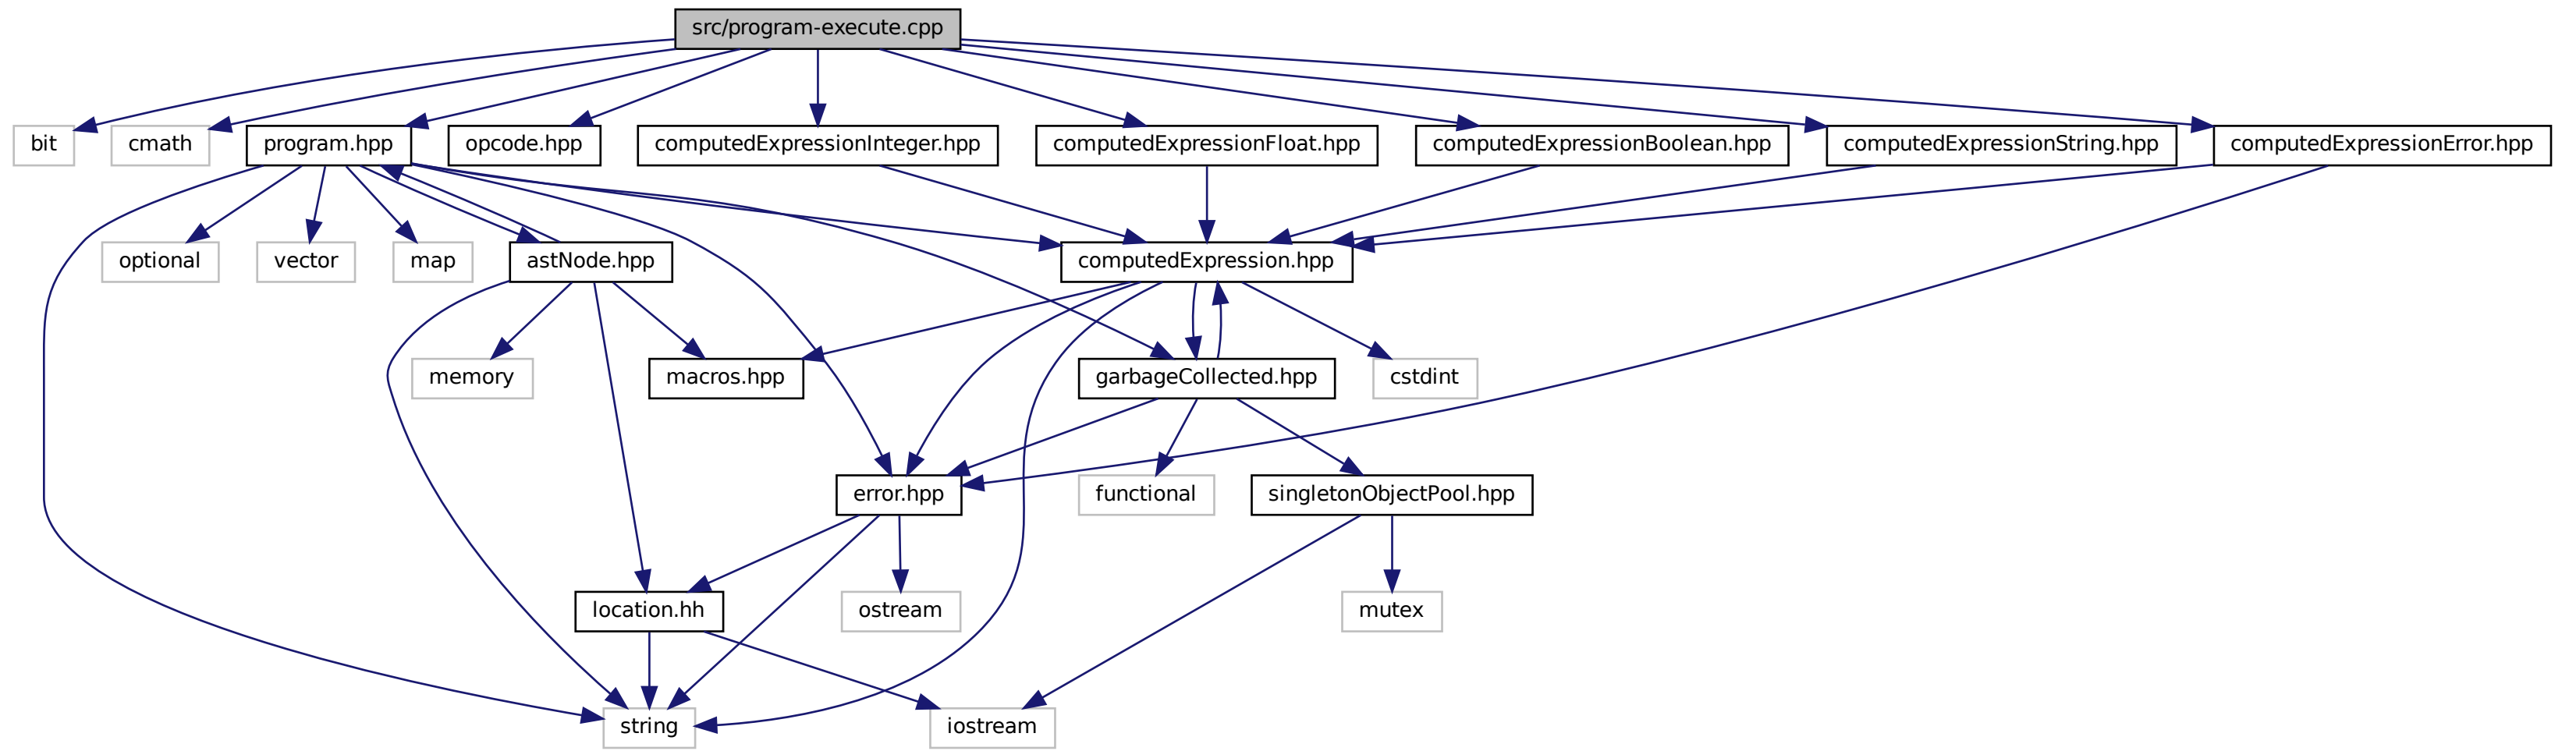 src/program-execute.cpp
bit
cmath
program.hpp
opcode.hpp
computedExpressionInteger.hpp
computedExpressionFloat.hpp
computedExpressionBoolean.hpp
computedExpressionString.hpp
computedExpressionError.hpp
optional
vector
map
astNode.hpp
computedExpression.hpp
memory
macros.hpp
garbageCollected.hpp
cstdint
error.hpp
functional
singletonObjectPool.hpp
location.hh
ostream
mutex
string
iostream